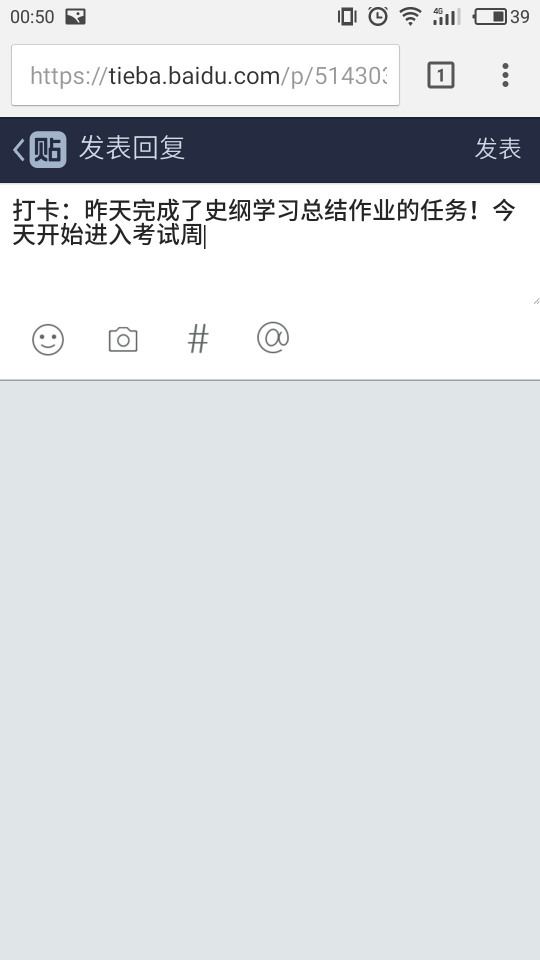 00:50 4G 39
https://tieba.baidu.com/p/514303
1
贴 发表回复 发表
打卡：昨天完成了史纲学习总结作业的任务！今
天开始进入考试周
# @